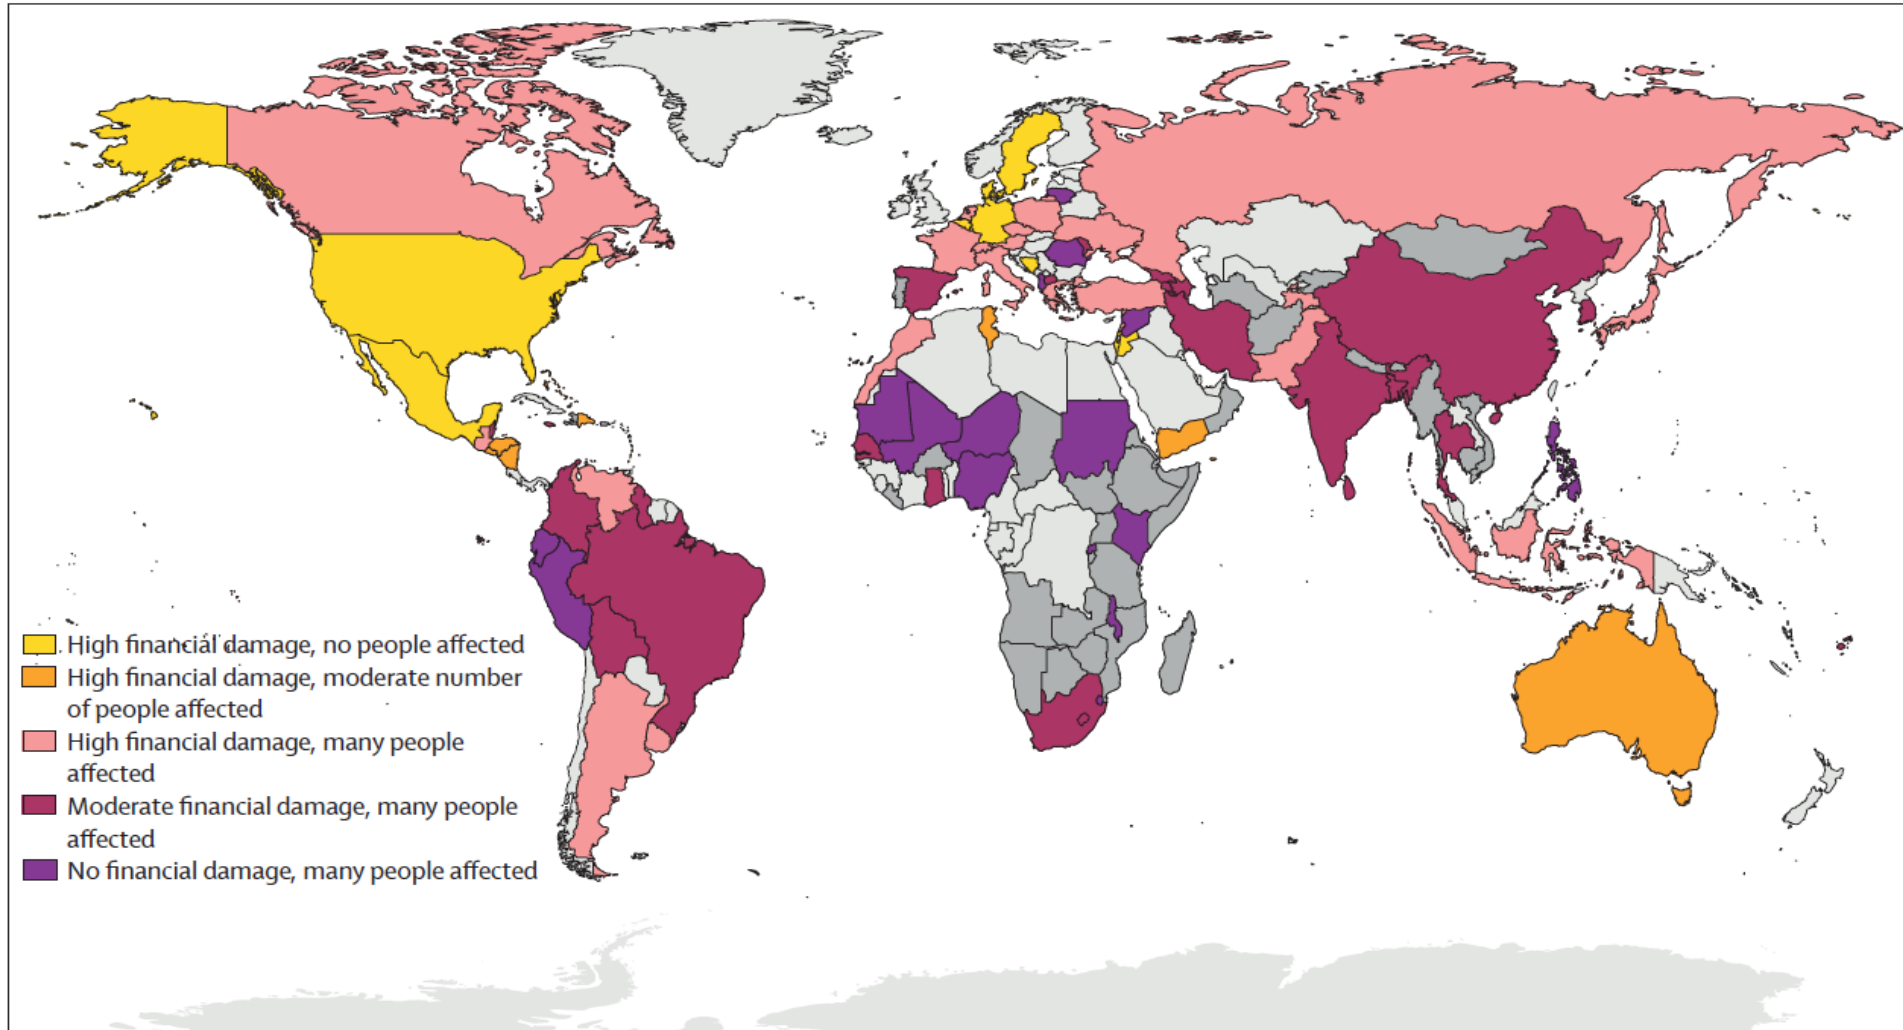 High financial damage, no people affected
High financial damage, moderate number
of people affected
High financial damage, many people
affected
Moderate financial damage, many people
affected
No financial damage, many people affected